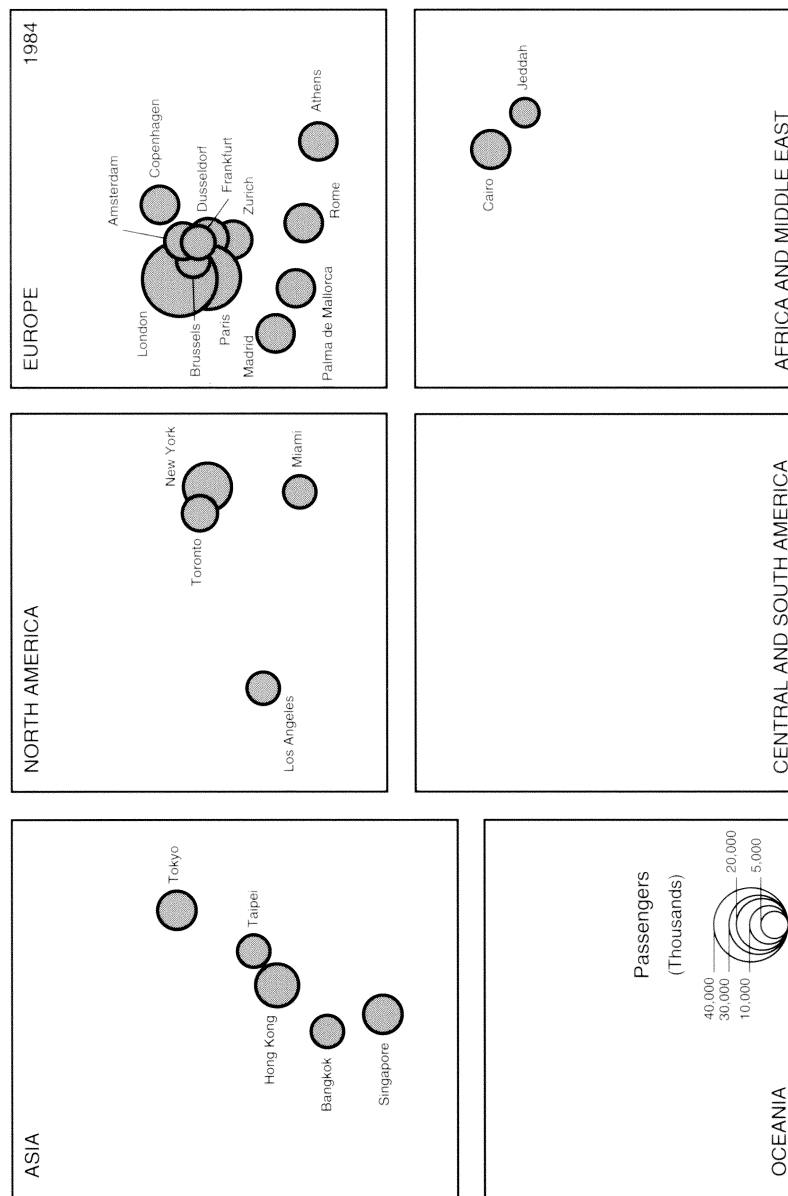 ASIA
Tokyo
Taipei
Hong Kong
Bangkok
Singapore
NORTH AMERICA
New York
Toronto
Miami
Los Angeles
EUROPE
1984
Amsterdam
Copenhagen
Dusseldorf
Frankfurt
Zurich
London
Brussels
Paris
Madrid
Palma de Mallorca
Rome
Athens
OCEANIA
Passengers
(Thousands)
40,000
30,000
10,000
20,000
5,000
CENTRAL AND SOUTH AMERICA
AFRICA AND MIDDLE EAST
Cairo
Jeddah